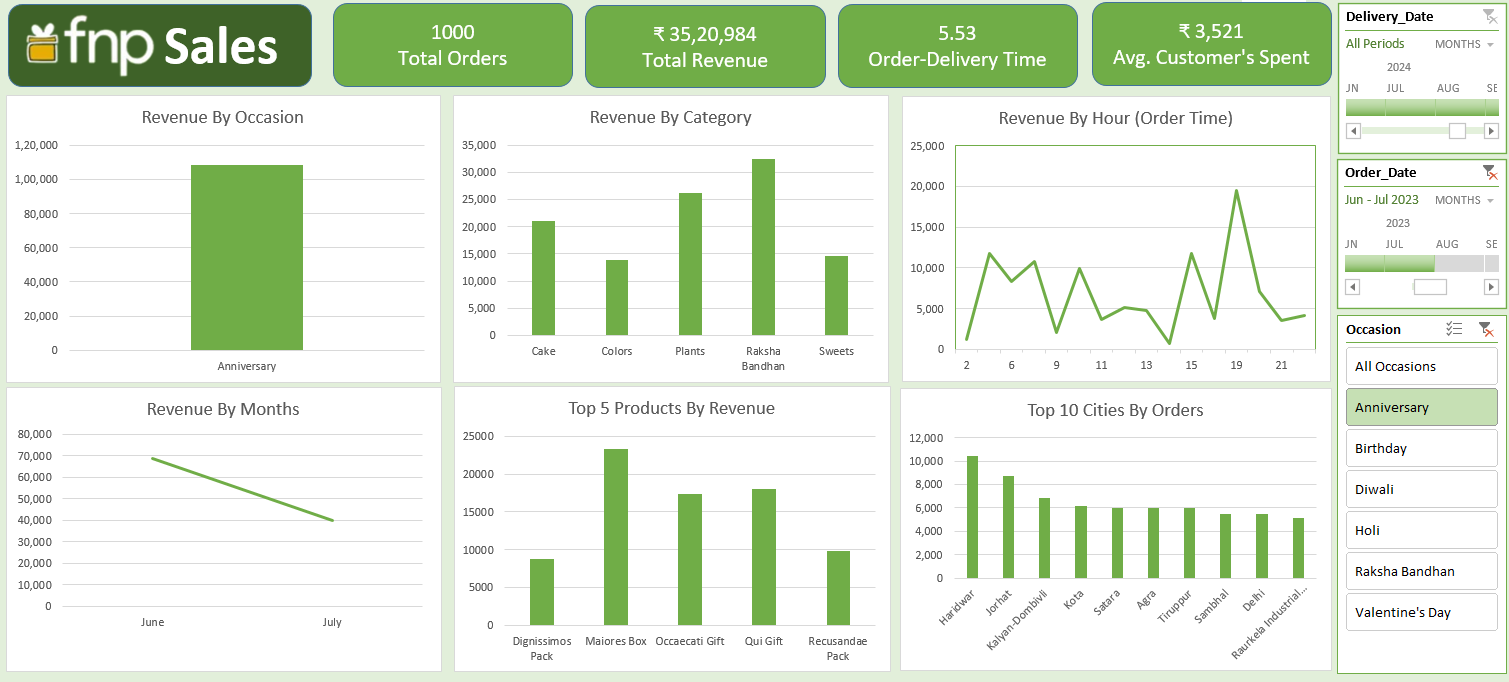 fnp Sales
1000
Total Orders
₹ 35,20,984
Total Revenue
5.53
Order-Delivery Time
₹ 3,521
Avg. Customer's Spent
Delivery_Date
All Periods MONTHS
2024
JN JUL AUG SE
Order_Date
Jun - Jul 2023 MONTHS
2023
JN JUL AUG SE
Occasion
All Occasions
Anniversary
Birthday
Diwali
Holi
Raksha Bandhan
Valentine's Day
Revenue By Occasion
1,20,000
1,00,000
80,000
60,000
40,000
20,000
0
Anniversary
Revenue By Category
35,000
30,000
25,000
20,000
15,000
10,000
5,000
0
Cake Colors Plants Raksha Bandhan Sweets
Revenue By Hour (Order Time)
25,000
20,000
15,000
10,000
5,000
0
2 6 9 11 13 15 19 21
Revenue By Months
80,000
70,000
60,000
50,000
40,000
30,000
20,000
10,000
0
June July
Top 5 Products By Revenue
25000
20000
15000
10000
5000
0
Dignissimos Pack Maiores Box Occaecati Gift Qui Gift Recusandae Pack
Top 10 Cities By Orders
12,000
10,000
8,000
6,000
4,000
2,000
0
Haridwar Jorhat Kalyan-Dombivli Kota Satara Agra Tiruppur Sambhal Delhi Raurkela Industrial...